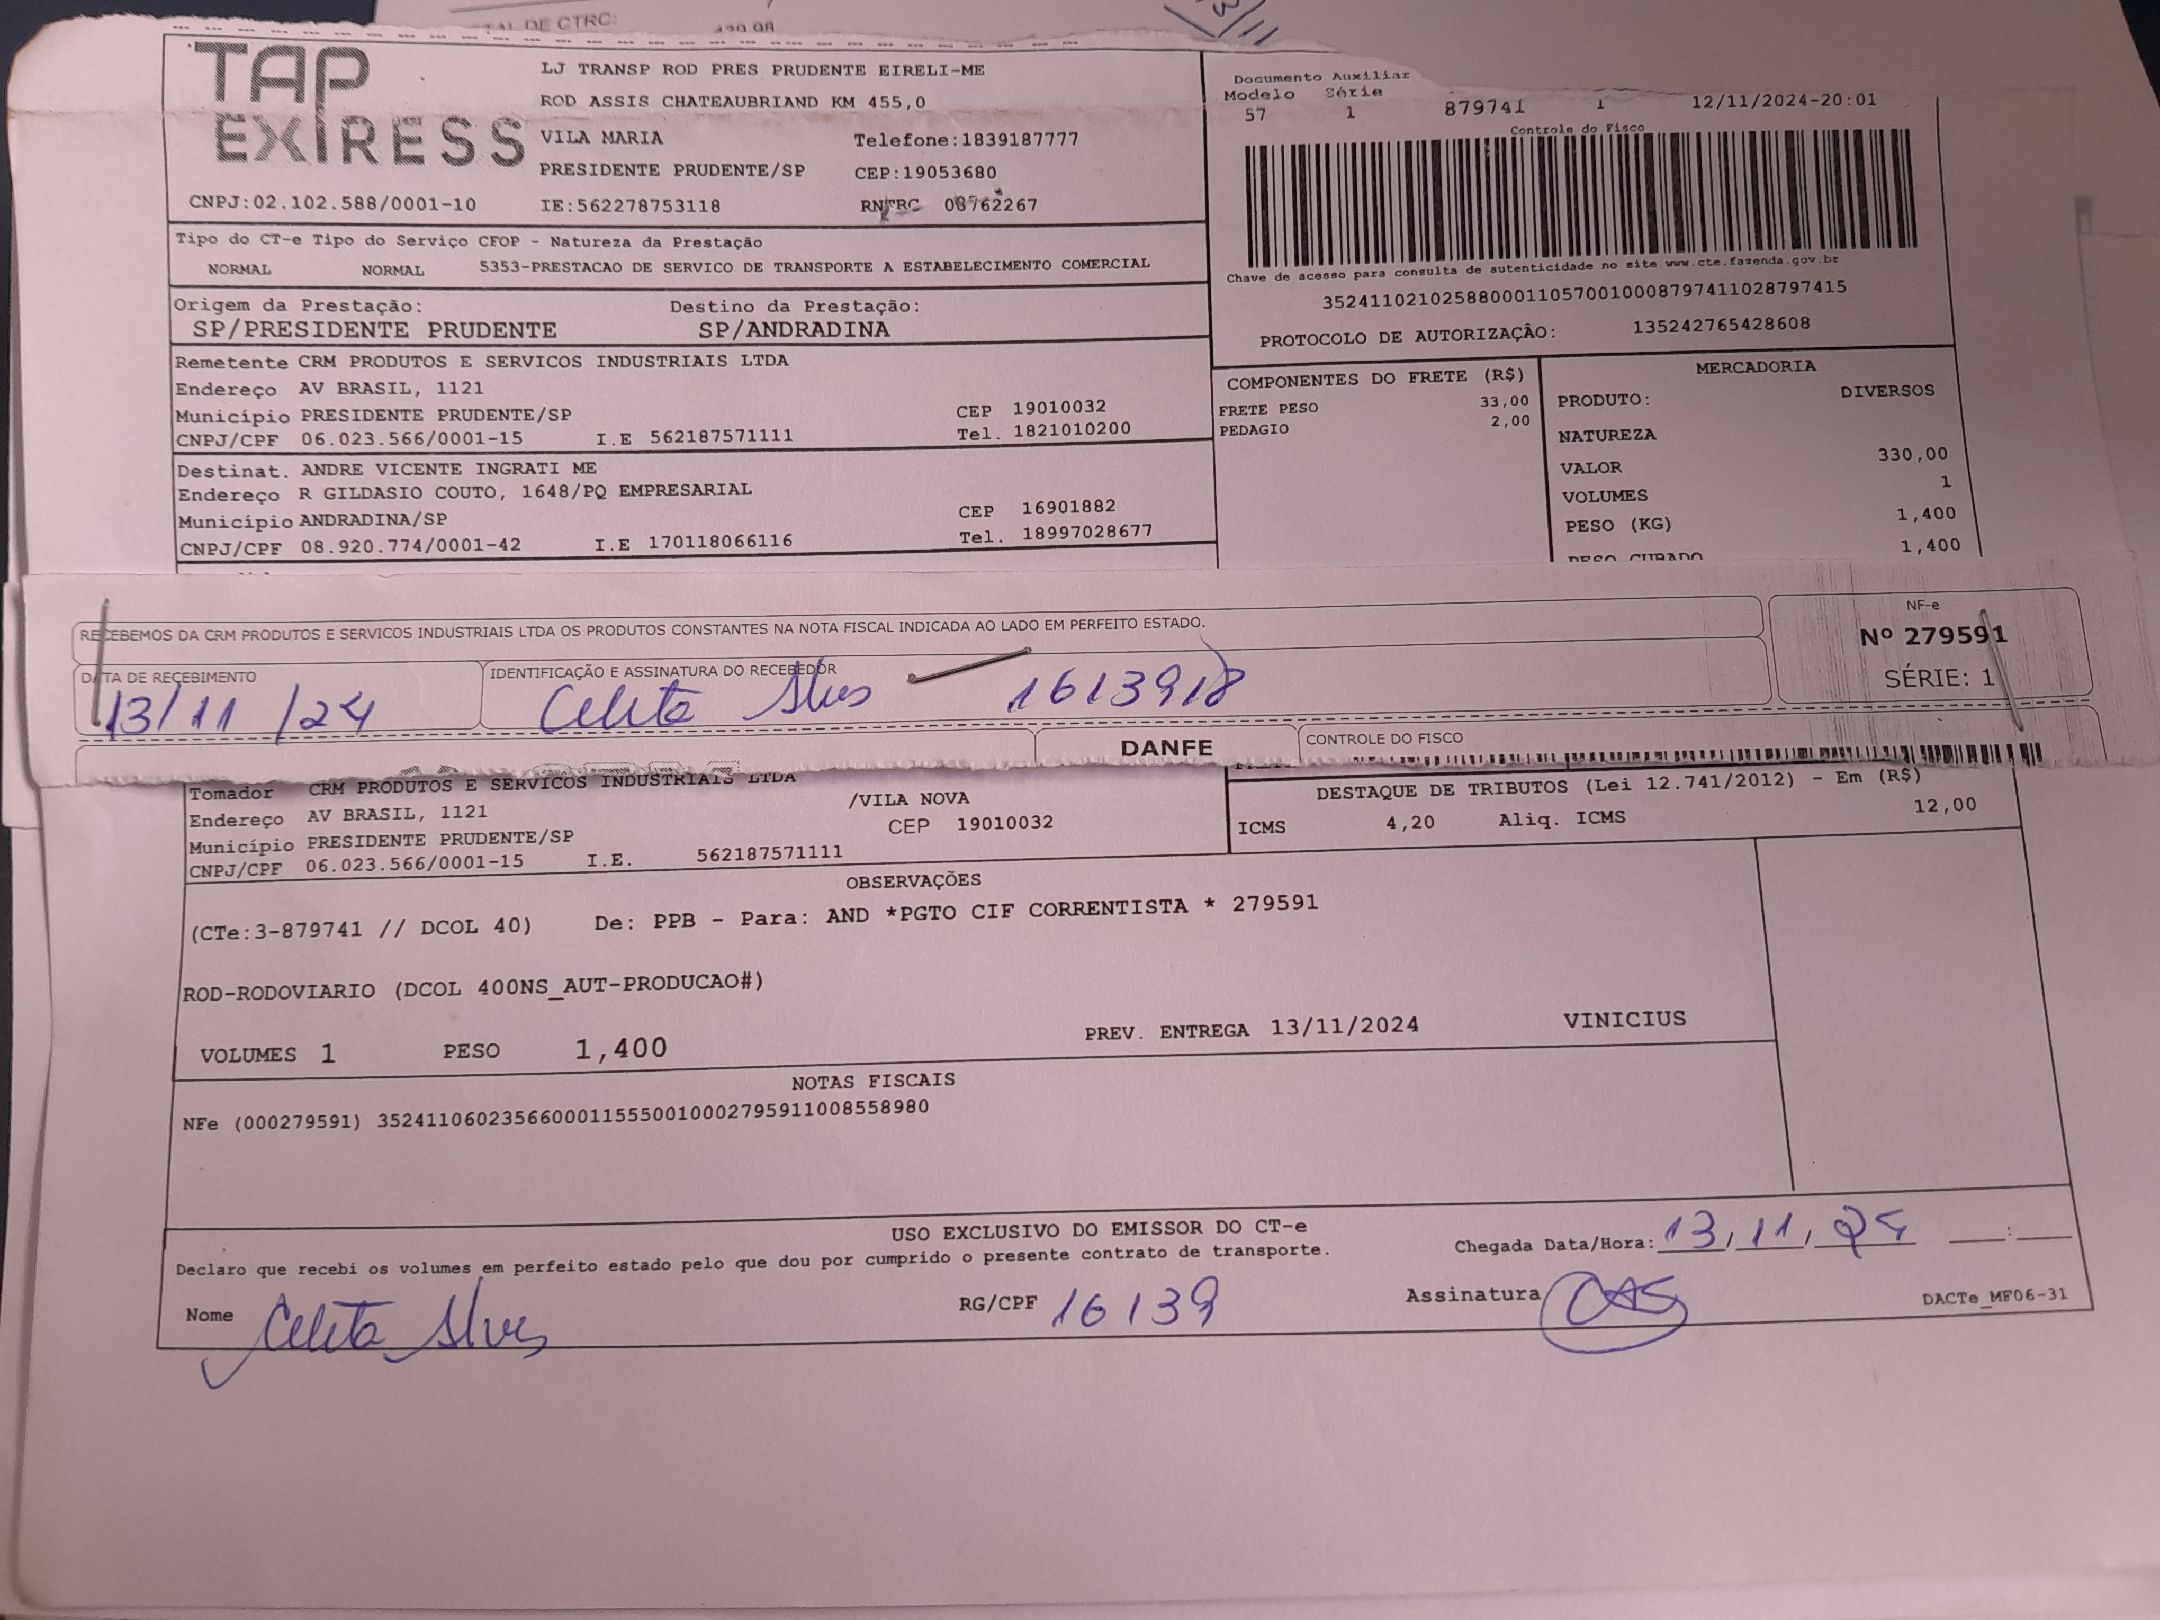 TAL DE CTRC:
13/11
TAP
EXPRESS
LJ TRANSP ROD PRES PRUDENTE EIRELI-ME
ROD ASSIS CHATEAUBRIAND KM 455,0
VILA MARIA Telefone:1839187777
PRESIDENTE PRUDENTE/SP CEP:19053680
CNPJ:02.102.588/0001-10 IE:562278753118 RNTRC 08762267
Documento Auxiliar
Modelo Série
57 1 879741 1 12/11/2024-20:01
Controle do Fisco
Chave de acesso para consulta de autenticidade no site www.cte.fazenda.gov.br
35241102102588000110570010008797411028797415
PROTOCOLO DE AUTORIZAÇÃO: 135242765428608
Tipo do CT-e Tipo do Serviço CFOP - Natureza da Prestação
NORMAL NORMAL 5353-PRESTACAO DE SERVICO DE TRANSPORTE A ESTABELECIMENTO COMERCIAL
Origem da Prestação: Destino da Prestação:
SP/PRESIDENTE PRUDENTE SP/ANDRADINA
Remetente CRM PRODUTOS E SERVICOS INDUSTRIAIS LTDA
Endereço AV BRASIL, 1121
Município PRESIDENTE PRUDENTE/SP CEP 19010032
CNPJ/CPF 06.023.566/0001-15 I.E 562187571111 Tel. 1821010200
Destinat. ANDRE VICENTE INGRATI ME
Endereço R GILDASIO COUTO, 1648/PQ EMPRESARIAL
Município ANDRADINA/SP CEP 16901882
CNPJ/CPF 08.920.774/0001-42 I.E 170118066116 Tel. 18997028677
COMPONENTES DO FRETE (R$)
FRETE PESO 33,00
PEDAGIO 2,00
MERCADORIA
PRODUTO: DIVERSOS
NATUREZA
VALOR 330,00
VOLUMES 1
PESO (KG) 1,400
PESO CUBADO 1,400
RECEBEMOS DA CRM PRODUTOS E SERVICOS INDUSTRIAIS LTDA OS PRODUTOS CONSTANTES NA NOTA FISCAL INDICADA AO LADO EM PERFEITO ESTADO.
DATA DE RECEBIMENTO IDENTIFICAÇÃO E ASSINATURA DO RECEBEDOR
13/11/24 Celita Alves 1613918
NF-e
Nº 279591
SÉRIE: 1
DANFE
CONTROLE DO FISCO
Tomador CRM PRODUTOS E SERVICOS INDUSTRIAIS LTDA
Endereço AV BRASIL, 1121 /VILA NOVA
Município PRESIDENTE PRUDENTE/SP CEP 19010032
CNPJ/CPF 06.023.566/0001-15 I.E. 562187571111
DESTAQUE DE TRIBUTOS (Lei 12.741/2012) - Em (R$)
ICMS 4,20 Aliq. ICMS 12,00
OBSERVAÇÕES
(CTe:3-879741 // DCOL 40) De: PPB - Para: AND *PGTO CIF CORRENTISTA * 279591
ROD-RODOVIARIO (DCOL 400NS_AUT-PRODUCAO#)
VOLUMES 1 PESO 1,400 PREV. ENTREGA 13/11/2024 VINICIUS
NOTAS FISCAIS
NFe (000279591) 35241106023566000115550010002795911008558980
USO EXCLUSIVO DO EMISSOR DO CT-e
Declaro que recebi os volumes em perfeito estado pelo que dou por cumprido o presente contrato de transporte.
Chegada Data/Hora: 13/11/24 :
Nome Celita Alves RG/CPF 16139 Assinatura CAS
DACTe_MF06-31